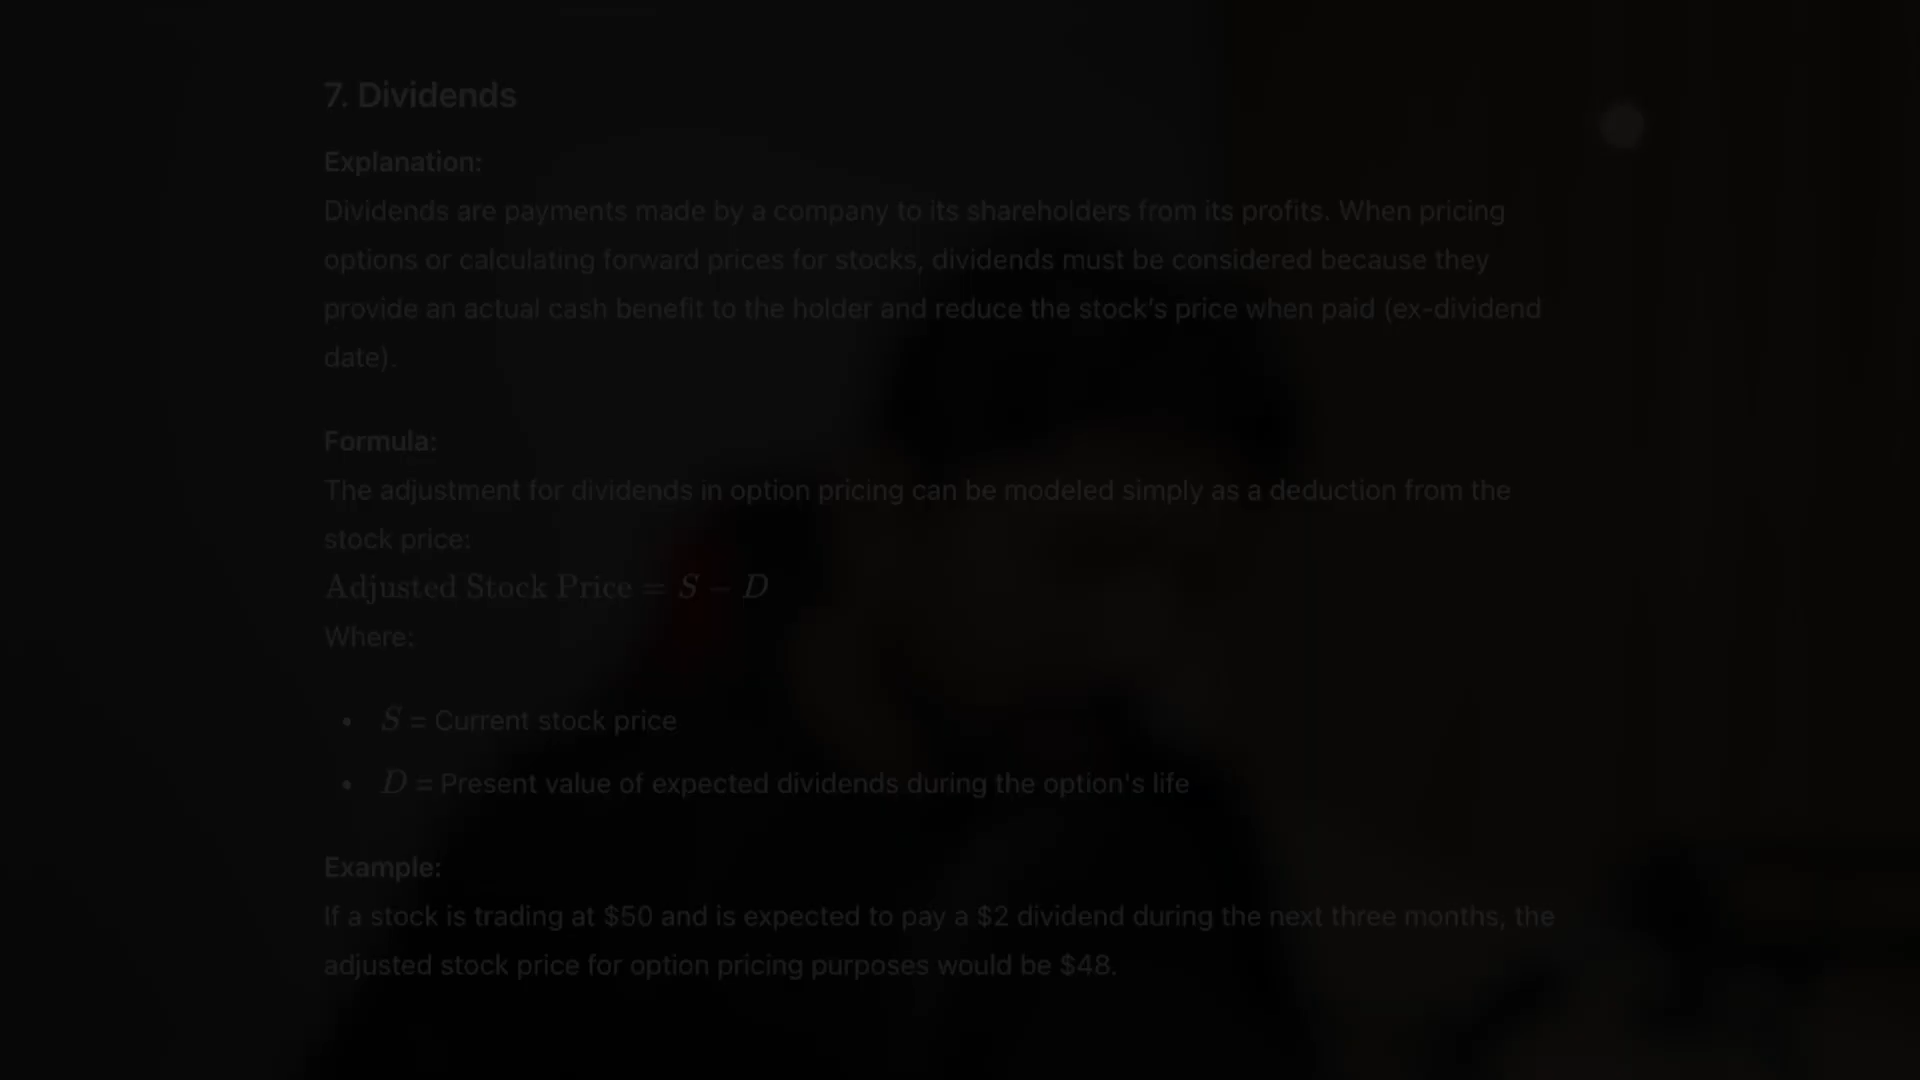 7. Dividends
Explanation:
Dividends are payments made by a company to its shareholders from its profits. When pricing
options or calculating forward prices for stocks, dividends must be considered because they
provide an actual cash benefit to the holder and reduce the stock's price when paid (ex-dividend
date).
Formula:
The adjustment for dividends in option pricing can be modeled simply as a deduction from the
stock price:
Adjusted Stock Price = S − D
Where:
• S = Current stock price
• D = Present value of expected dividends during the option's life
Example:
If a stock is trading at $50 and is expected to pay a $2 dividend during the next three months, the
adjusted stock price for option pricing purposes would be $48.